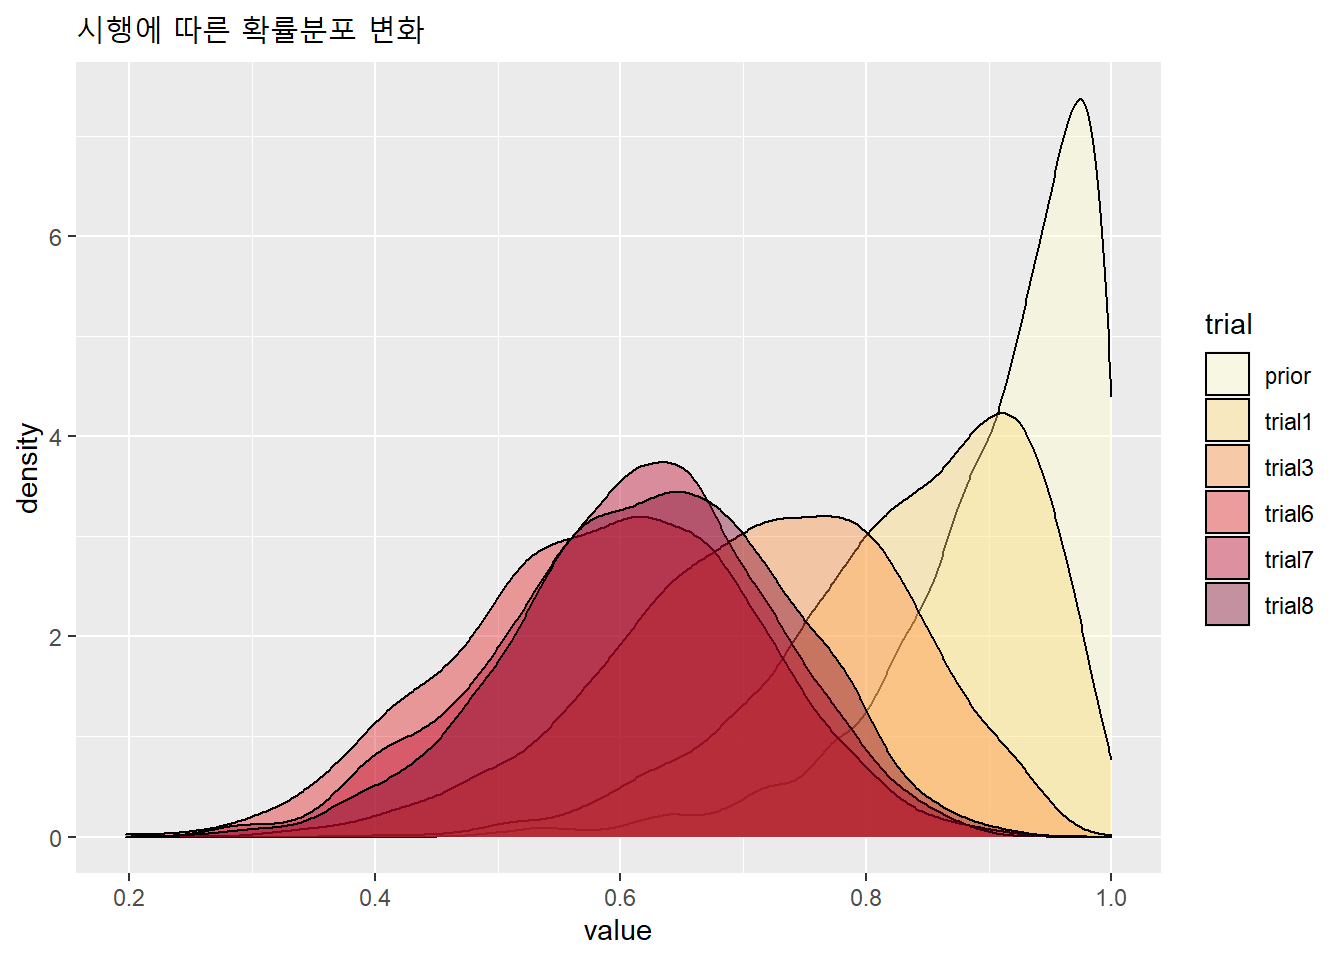 시행에 따른 확률분포 변화
density
6
4
2
0
0.2 0.4 0.6 0.8 1.0
value
trial
prior
trial1
trial3
trial6
trial7
trial8